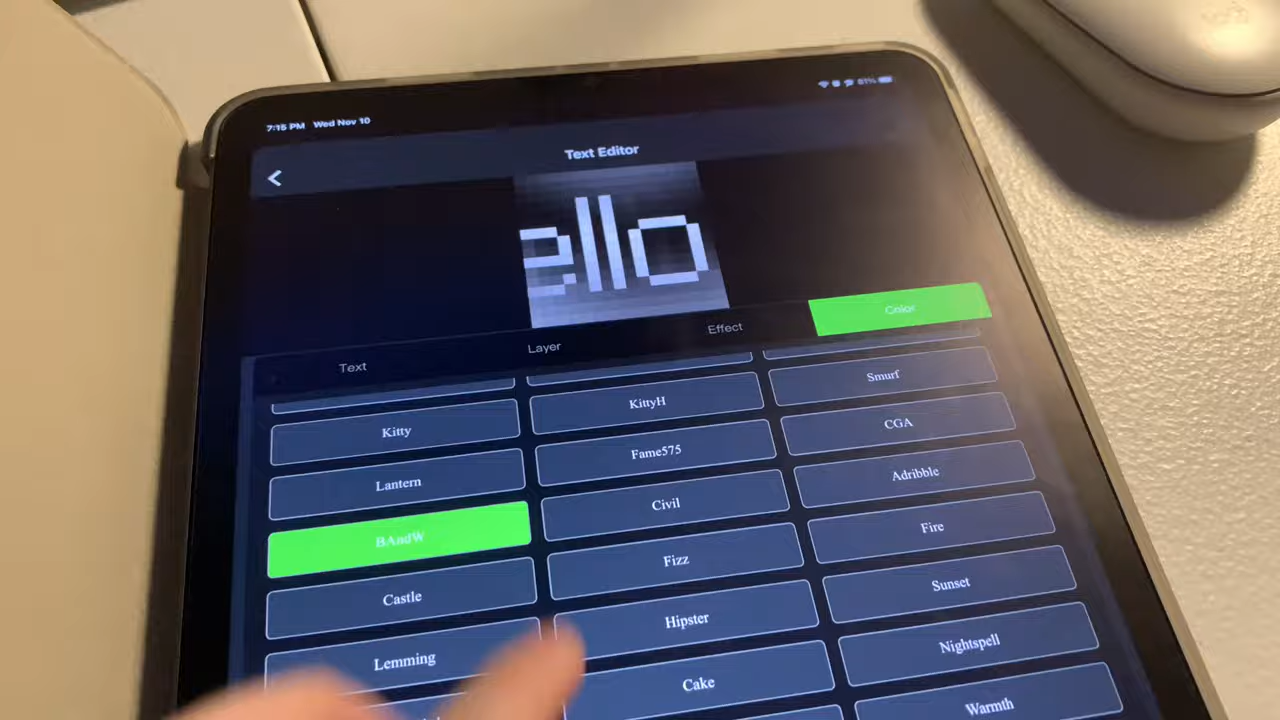 7:15 PM Wed Nov 10
61%
Text Editor
ello
Text Layer Effect Color
Kitty KittyH Smurf
Lantern Fame575 CGA
BAndW Civil Adribble
Castle Fizz Fire
Lemming Hipster Sunset
Cake Nightspell
Warmth